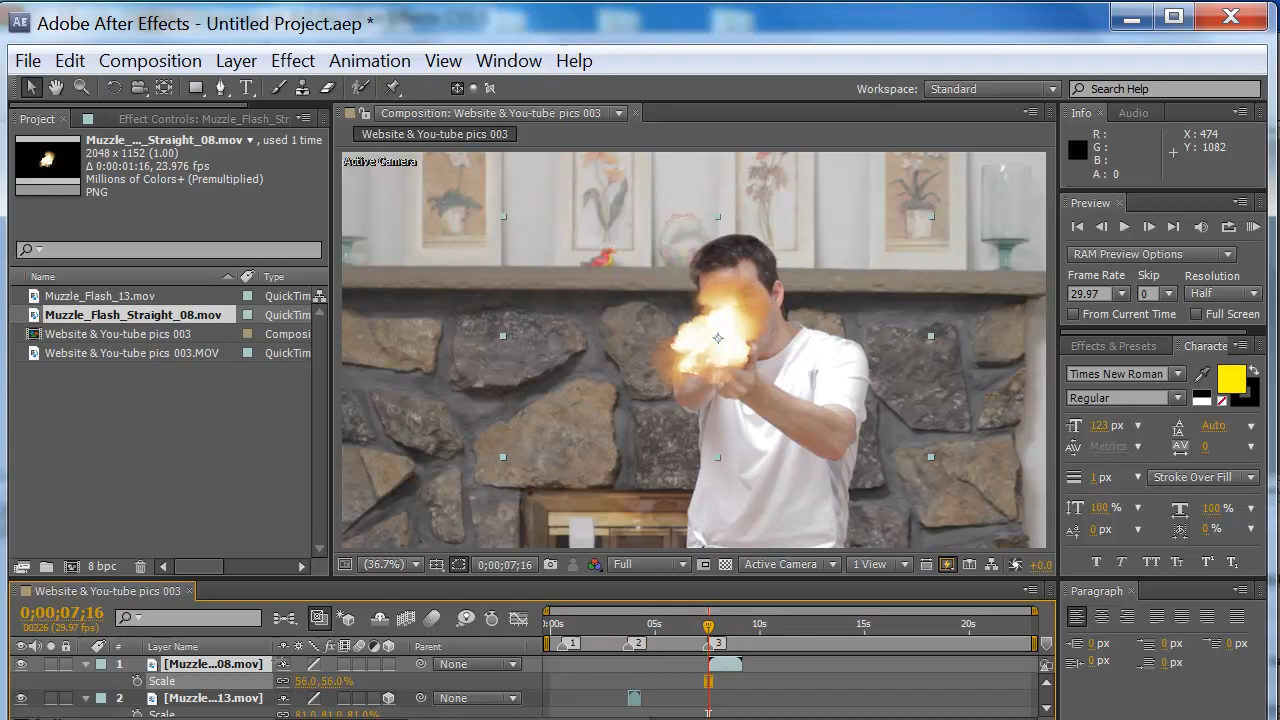 Adobe After Effects - Untitled Project.aep *
File Edit Composition Layer Effect Animation View Window Help
Workspace: Standard Search Help
Project Effect Controls: Muzzle_Flash_Str
Composition: Website & You-tube pics 003
Info Audio
Website & You-tube pics 003
Muzzle_..._Straight_08.mov ▾, used 1 time
2048 x 1152 (1.00)
Δ 0:00:01:16, 23.976 fps
Millions of Colors+ (Premultiplied)
PNG
Active Camera
R: X: 474
G: Y: 1082
B:
A: 0
Preview
RAM Preview Options
Frame Rate Skip Resolution
29.97 0 Half
From Current Time Full Screen
Name Type
Muzzle_Flash_13.mov QuickTim
Muzzle_Flash_Straight_08.mov QuickTim
Website & You-tube pics 003 Composi
Website & You-tube pics 003.MOV QuickTim
Effects & Presets Characte
Times New Roman
Regular
123 px Auto
Metrics 0
1 px Stroke Over Fill
100 % 100 %
0 px 0 %
T T TT Tr T¹ T₁
8 bpc
(36.7%) 0;00;07;16 Full Active Camera 1 View +0.0
Website & You-tube pics 003
Paragraph
0;00;07;16
00226 (29.97 fps)
0:00s 05s 10s 15s 20s
0 px 0 px 0 px
0 px 0 px
# Layer Name Parent
1 2 3
1 [Muzzle...08.mov] None
Scale 56.0,56.0%
2 [Muzzle...13.mov] None
Scale 81.0,81.0,81.0%